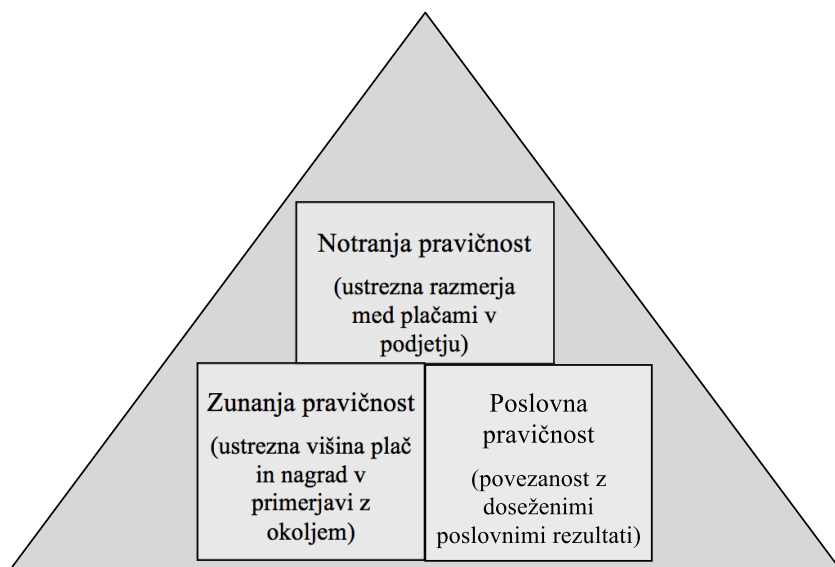 Notranja pravičnost
(ustrezna razmerja
med plačami v
podjetju)
Zunanja pravičnost
(ustrezna višina plač
in nagrad v
primerjavi z
okoljem)
Poslovna
pravičnost
(povezanost z
doseženimi
poslovnimi rezultati)